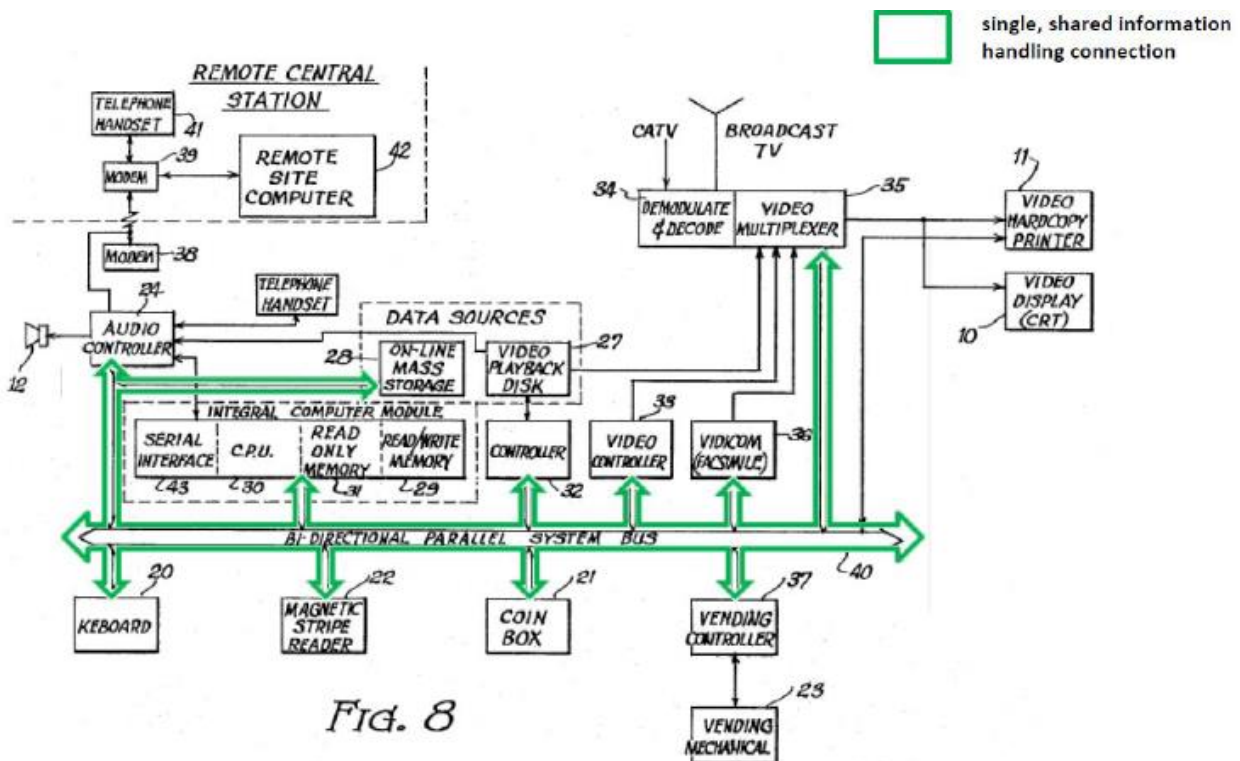 single, shared information
handling connection
REMOTE CENTRAL
STATION
TELEPHONE
HANDSET
41
39
MODEM
REMOTE
SITE
COMPUTER
42
MODEM
38
24
AUDIO
CONTROLLER
12
TELEPHONE
HANDSET
DATA SOURCES
28
ON-LINE
MASS
STORAGE
VIDEO
PLAYBACK
DISK
27
CATV
BROADCAST
TV
34
DEMODULATE
& DECODE
VIDEO
MULTIPLEXER
35
11
VIDEO
HARDCOPY
PRINTER
VIDEO
DISPLAY
(CRT)
10
INTEGRAL COMPUTER MODULE
SERIAL
INTERFACE
C.P.U.
READ
ONLY
MEMORY
READ/WRITE
MEMORY
43
30
31
29
CONTROLLER
32
33
VIDEO
CONTROLLER
VIDICOM
(FACSIMILE)
36
BI-DIRECTIONAL PARALLEL SYSTEM BUS
40
20
KEBOARD
22
MAGNETIC
STRIPE
READER
21
COIN
BOX
37
VENDING
CONTROLLER
23
VENDING
MECHANICAL
FIG. 8